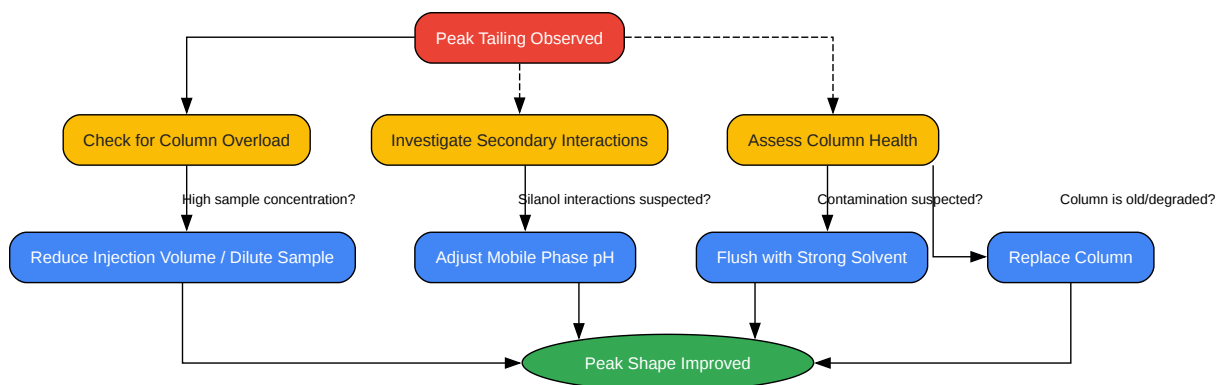 Peak Tailing Observed
Check for Column Overload
Investigate Secondary Interactions
Assess Column Health
High sample concentration?
Silanol interactions suspected?
Contamination suspected?
Column is old/degraded?
Reduce Injection Volume / Dilute Sample
Adjust Mobile Phase pH
Flush with Strong Solvent
Replace Column
Peak Shape Improved